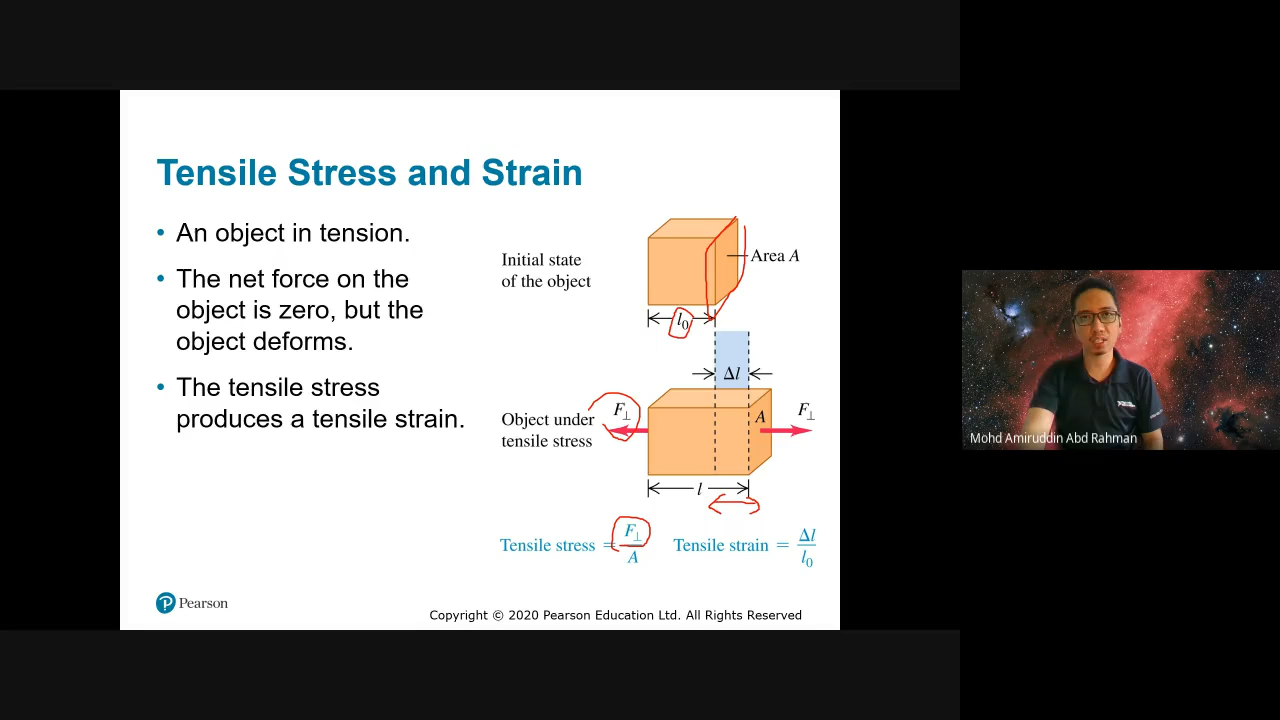 Tensile Stress and Strain
• An object in tension.
• The net force on the
object is zero, but the
object deforms.
• The tensile stress
produces a tensile strain.
Initial state
of the object
Area A
l₀
Δl
Object under
tensile stress
F⊥
A
F⊥
l
Tensile stress = F⊥/A
Tensile strain = Δl/l₀
P Pearson
Copyright © 2020 Pearson Education Ltd. All Rights Reserved
Mohd Amiruddin Abd Rahman